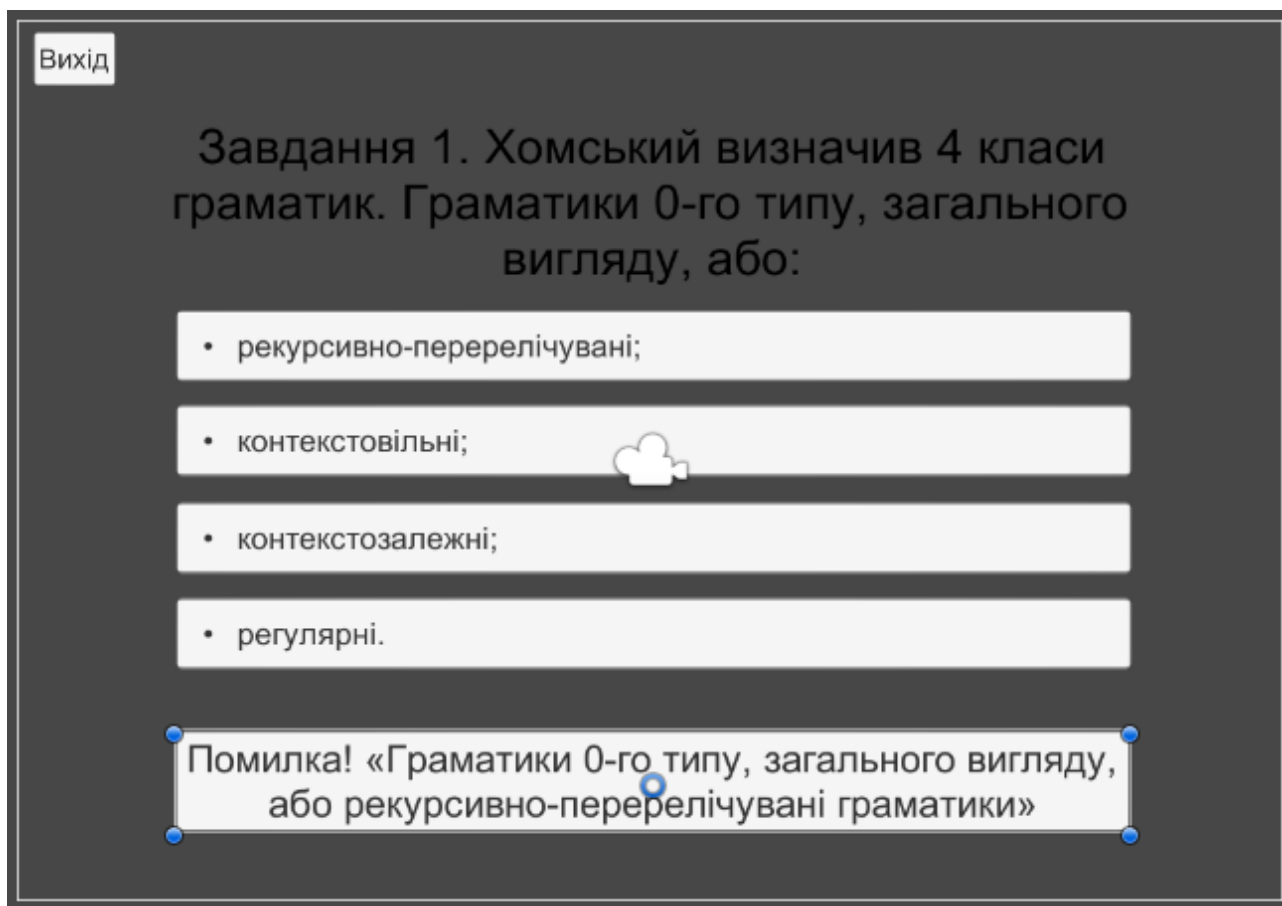 Вихід
Завдання 1. Хомський визначив 4 класи
граматик. Граматики 0-го типу, загального
вигляду, або:
• рекурсивно-перерелічувані;
• контекстовільні;
• контекстозалежні;
• регулярні.
Помилка! «Граматики 0-го типу, загального вигляду,
або рекурсивно-перерелічувані граматики»